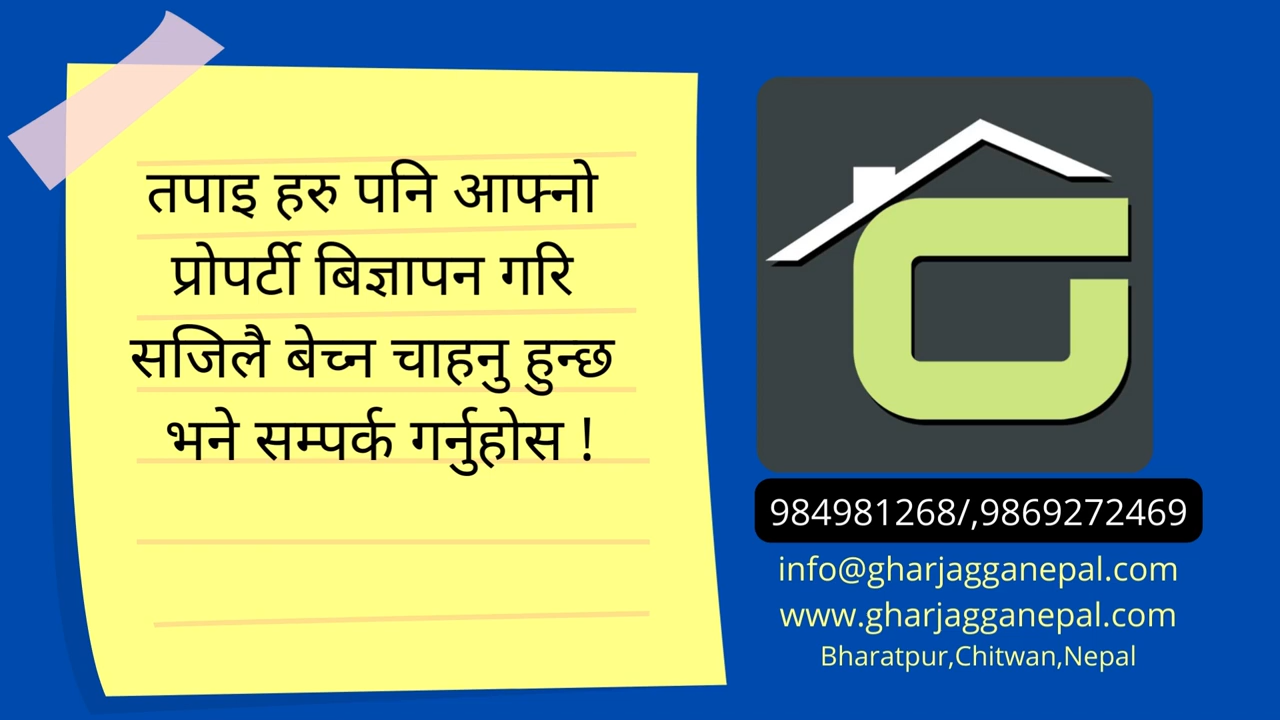 तपाइ हरु पनि आफ्नो
प्रोपर्टी बिज्ञापन गरि
सजिलै बेच्न चाहनु हुन्छ
भने सम्पर्क गर्नुहोस !
984981268/,9869272469
info@gharjagganepal.com
www.gharjagganepal.com
Bharatpur,Chitwan,Nepal